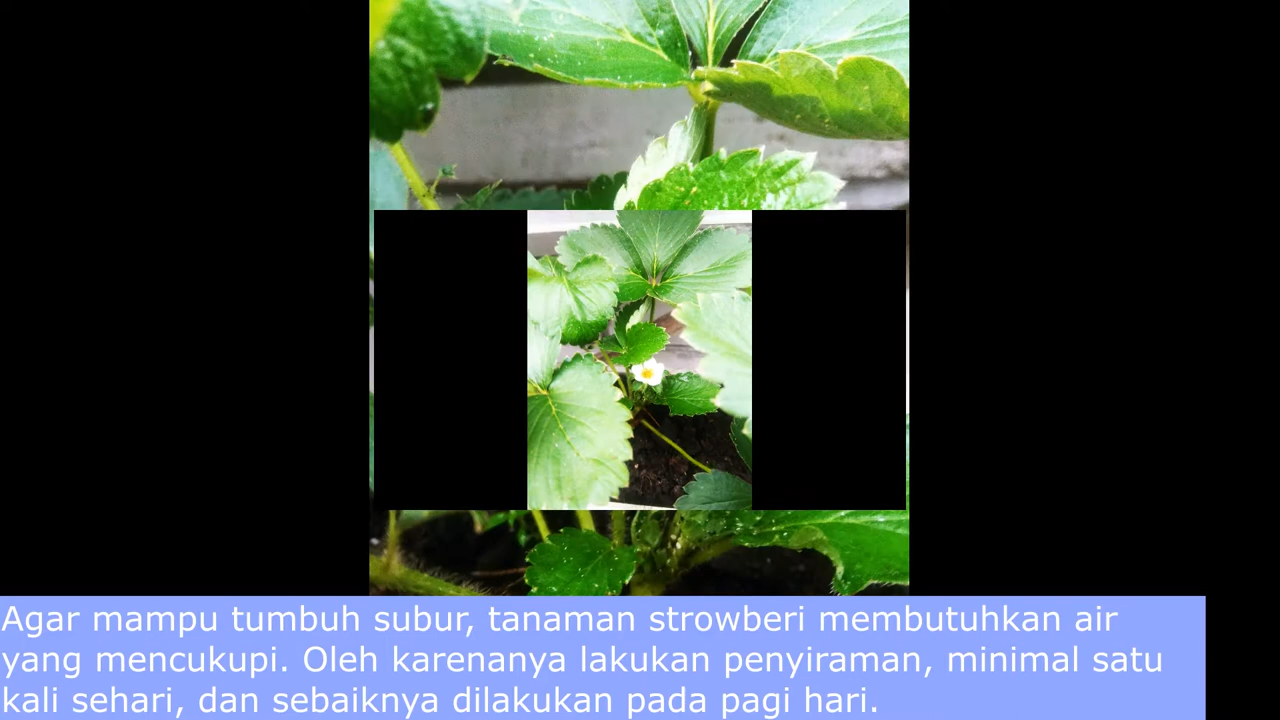 Agar mampu tumbuh subur, tanaman strowberi membutuhkan air
yang mencukupi. Oleh karenanya lakukan penyiraman, minimal satu
kali sehari, dan sebaiknya dilakukan pada pagi hari.